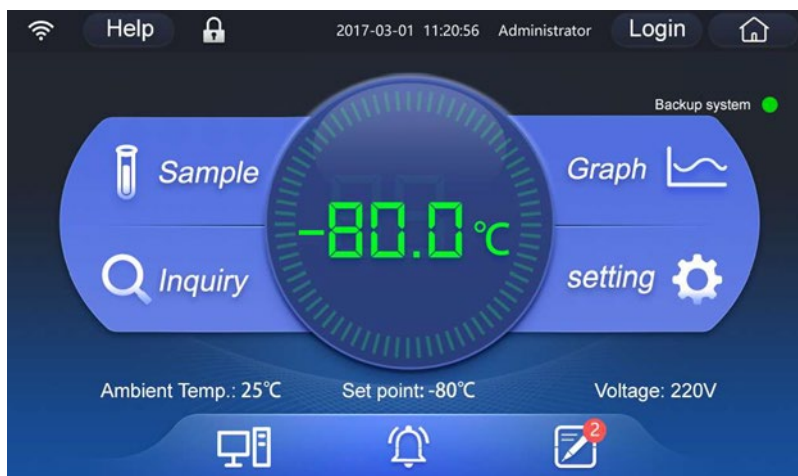 Help 2017-03-01 11:20:56 Administrator Login
Backup system
Sample
Graph
-80.0℃
Inquiry
setting
Ambient Temp.: 25℃ Set point: -80℃ Voltage: 220V
2